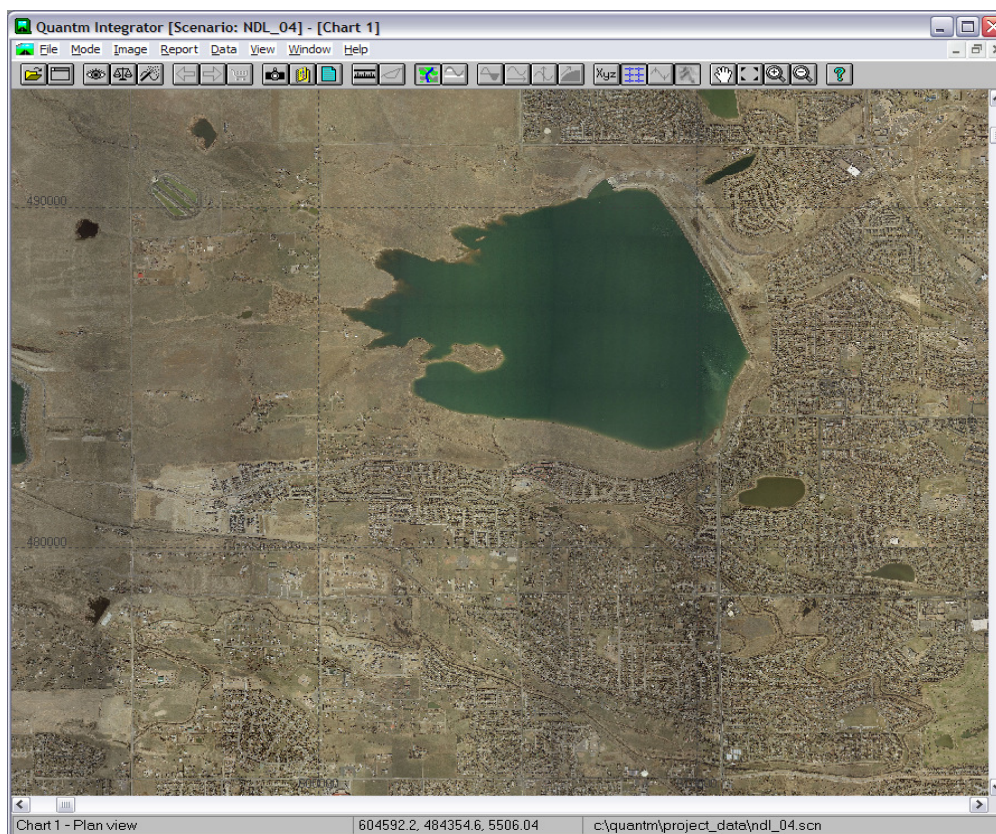 Quantm Integrator [Scenario: NDL_04] - [Chart 1]
File Mode Image Report Data View Window Help
Xyz
?
490000
480000
Chart 1 - Plan view 604592.2, 484354.6, 5506.04 c:\quantm\project_data\ndl_04.scn